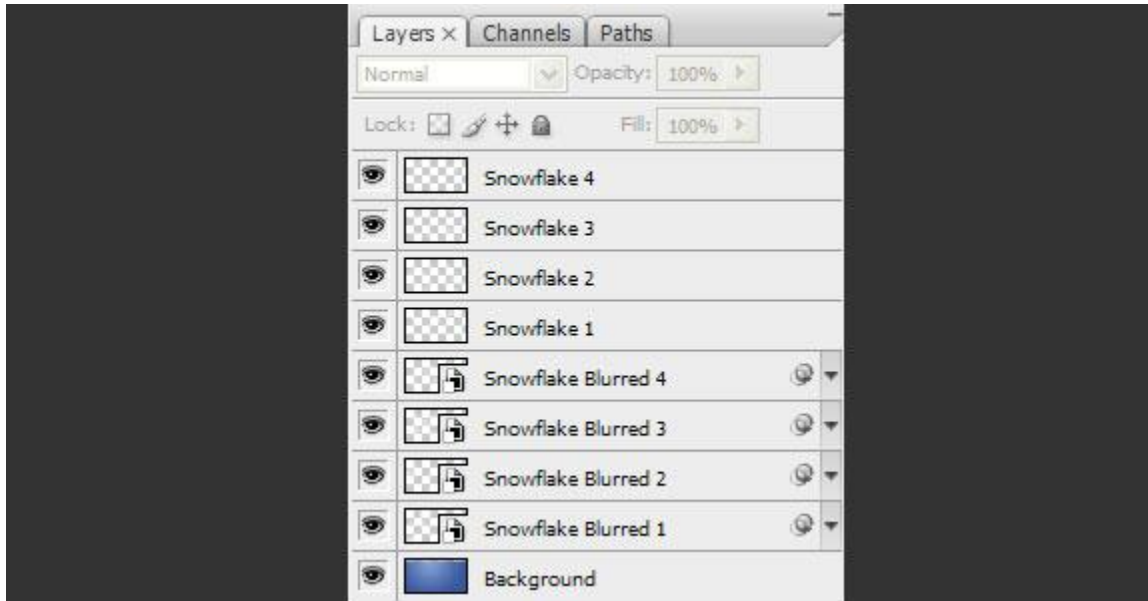 Layers × Channels Paths
Normal Opacity: 100%
Lock: Fill: 100%
Snowflake 4
Snowflake 3
Snowflake 2
Snowflake 1
Snowflake Blurred 4
Snowflake Blurred 3
Snowflake Blurred 2
Snowflake Blurred 1
Background